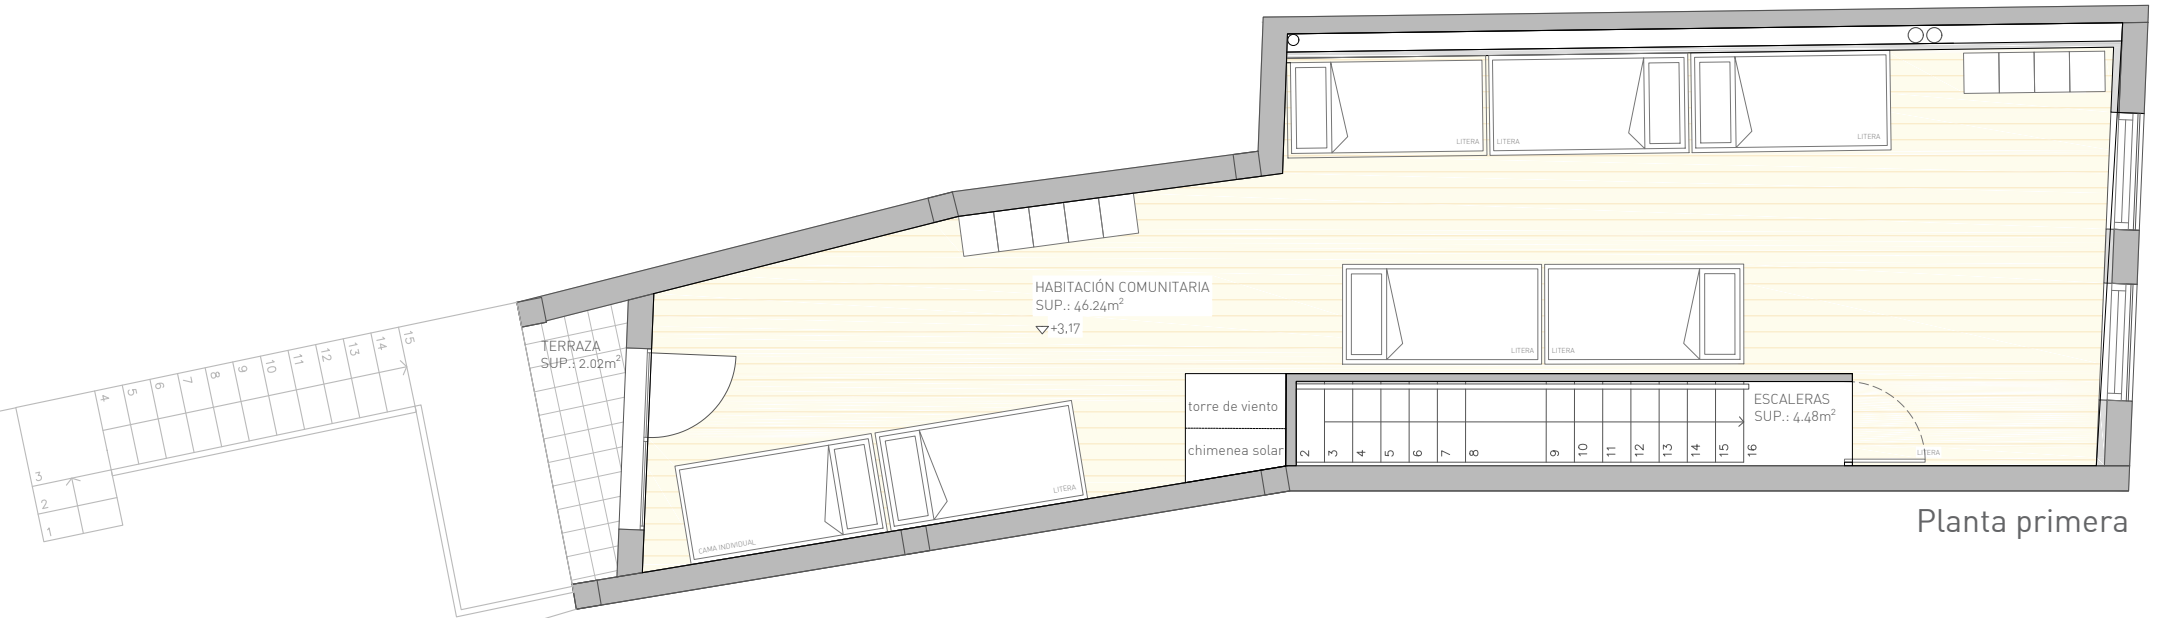 LITERA
LITERA
LITERA
HABITACIÓN COMUNITARIA
SUP.: 46.24m²
+3,17
LITERA
LITERA
TERRAZA
SUP.: 2.02m²
torre de viento
chimenea solar
ESCALERAS
SUP.: 4.48m²
2 3 4 5 6 7 8 9 10 11 12 13 14 15 16
LITERA
LITERA
CAMA INDIVIDUAL
1 2 3 4 5 6 7 8 9 10 11 12 13 14 15
Planta primera